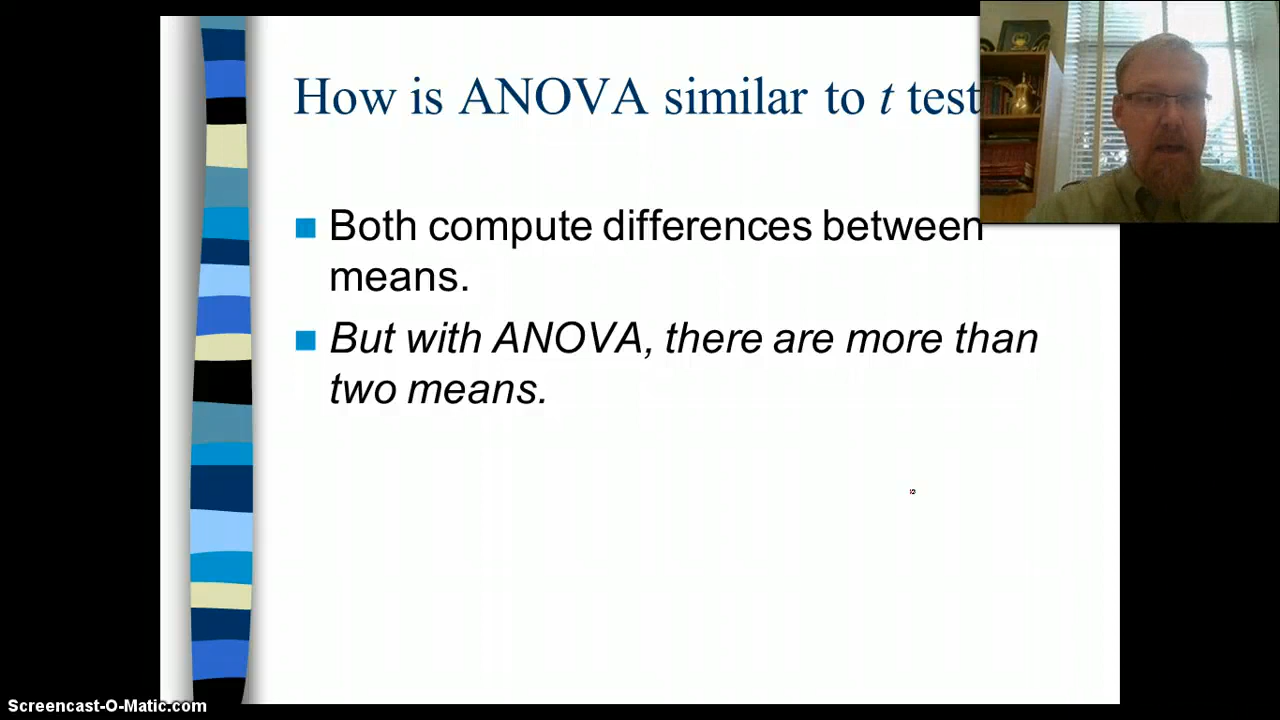 How is ANOVA similar to t test
Both compute differences between
means.
But with ANOVA, there are more than
two means.
Screencast-O-Matic.com